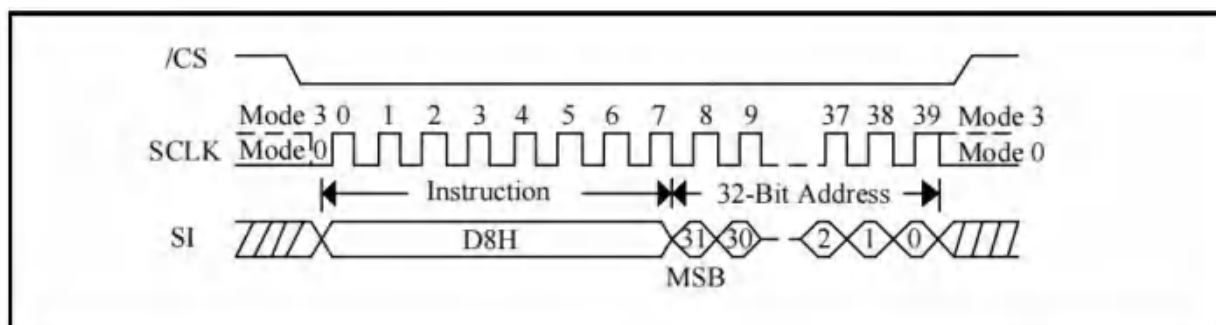 /CS
Mode 3 0 1 2 3 4 5 6 7 8 9 37 38 39 Mode 3
SCLK Mode 0 Mode 0
Instruction 32-Bit Address
SI D8H 31 30 2 1 0
MSB